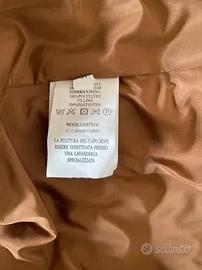 FODERA/LINING
100%POLYESTER
FILLING
100%POLYESTER
MODELLO/STYLE
LA PULITURA DEL CAPO DEVE
ESSERE EFFETTUATA PRESSO
UNA LAVANDERIA
SPECIALIZZATA
subito